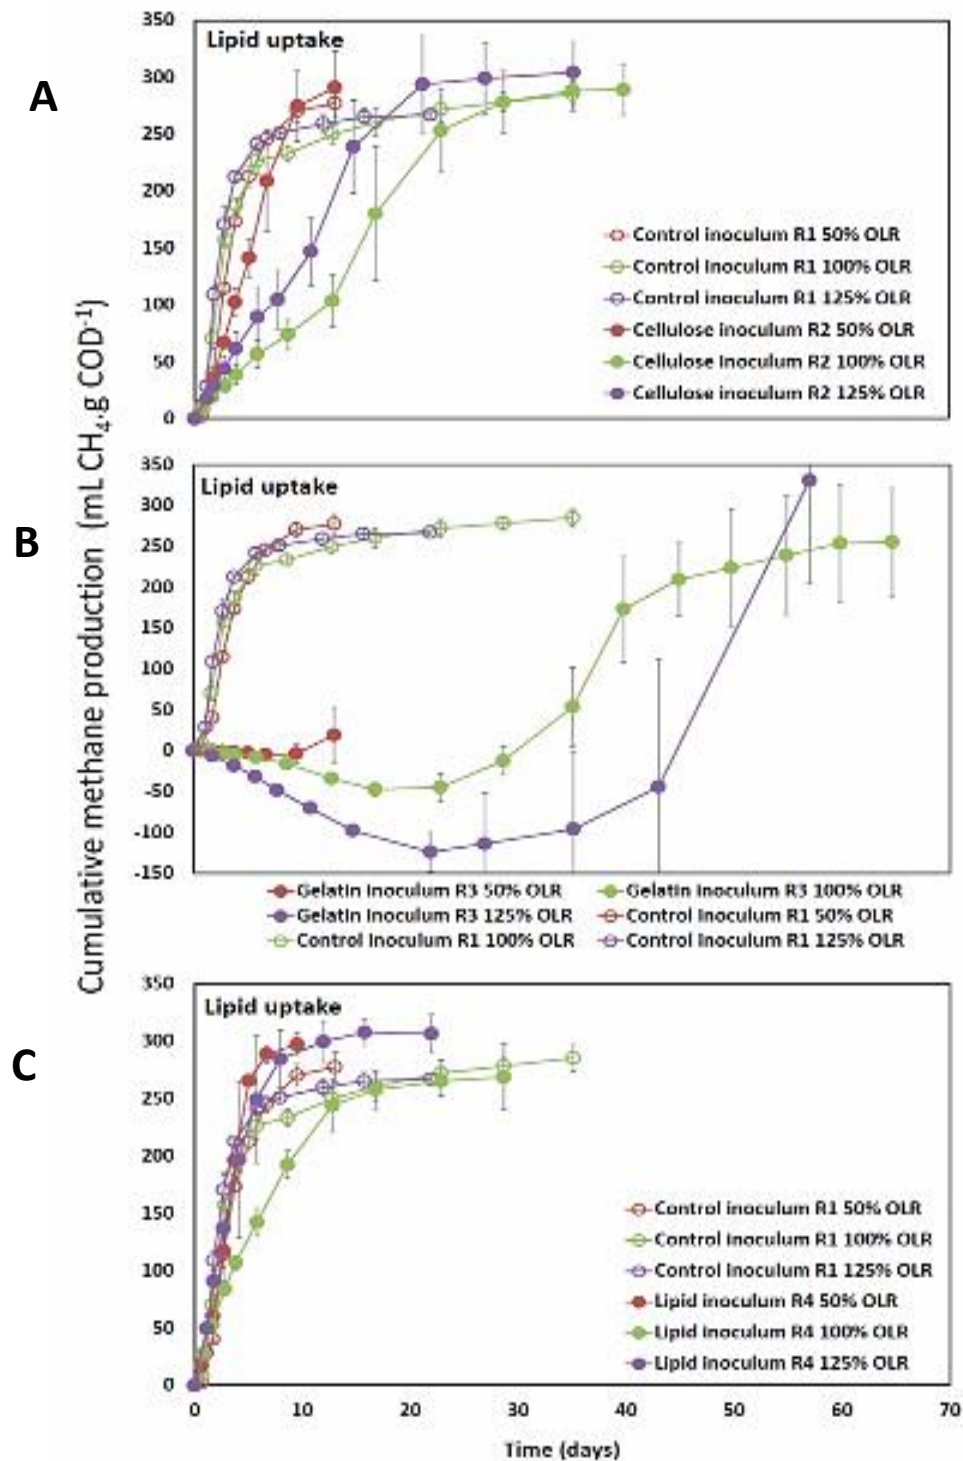 A
Lipid uptake
350
300
250
200
150
100
50
0
Control inoculum R1 50% OLR
Control Inoculum R1 100% OLR
Control inoculum R1 125% OLR
Cellulose inoculum R2 50% OLR
Cellulose Inoculum R2 100% OLR
Cellulose inoculum R2 125% OLR
Cumulative methane production (mL CH₄.g COD⁻¹)
B
Lipid uptake
350
300
250
200
150
100
50
0
-50
-100
-150
Gelatin Inoculum R3 50% OLR
Gelatin Inoculum R3 100% OLR
Gelatin Inoculum R3 125% OLR
Control Inoculum R1 50% OLR
Control Inoculum R1 100% OLR
Control Inoculum R1 125% OLR
C
Lipid uptake
350
300
250
200
150
100
50
0
Control inoculum R1 50% OLR
Control Inoculum R1 100% OLR
Control inoculum R1 125% OLR
Lipid inoculum R4 50% OLR
Lipid Inoculum R4 100% OLR
Lipid Inoculum R4 125% OLR
0 10 20 30 40 50 60 70
Time (days)